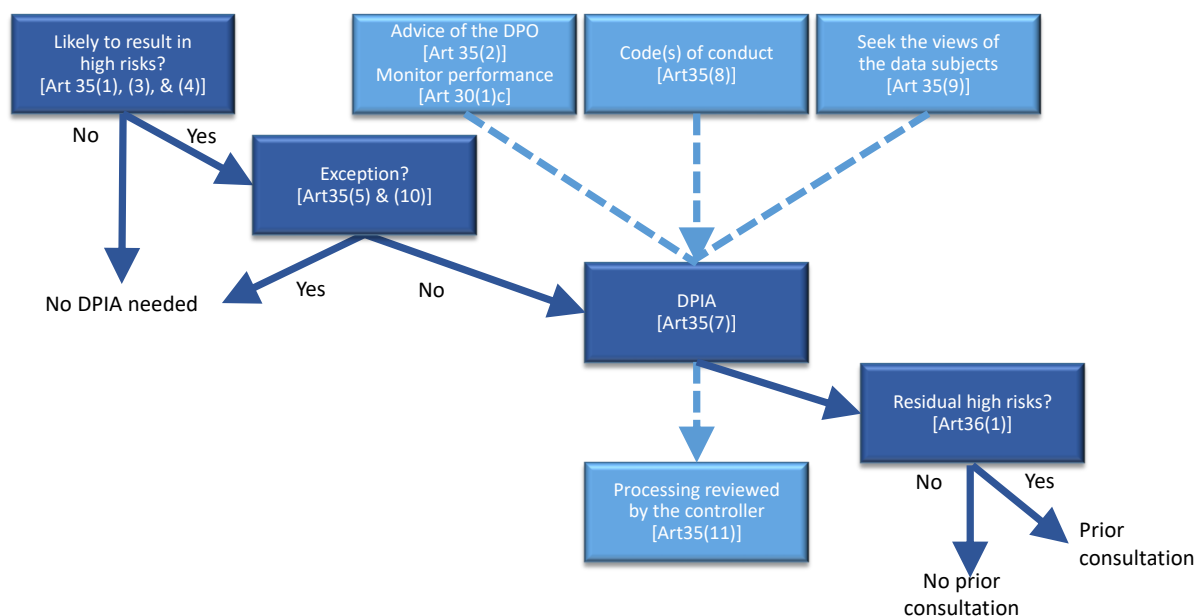 Likely to result in
high risks?
[Art 35(1), (3), & (4)]
Advice of the DPO
[Art 35(2)]
Monitor performance
[Art 30(1)c]
Code(s) of conduct
[Art35(8)]
Seek the views of
the data subjects
[Art 35(9)]
No
Yes
Exception?
[Art35(5) & (10)]
No DPIA needed
Yes
No
DPIA
[Art35(7)]
Residual high risks?
[Art36(1)]
Processing reviewed
by the controller
[Art35(11)]
No
Yes
Prior
consultation
No prior
consultation